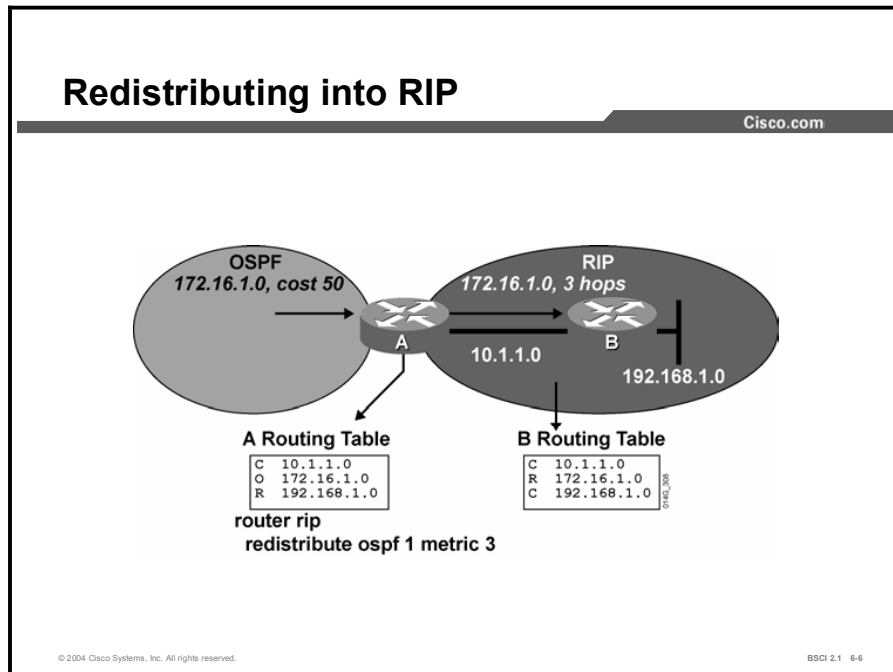 Redistributing into RIP
Cisco.com
OSPF
172.16.1.0, cost 50
RIP
172.16.1.0, 3 hops
A
B
10.1.1.0
192.168.1.0
A Routing Table
C 10.1.1.0
O 172.16.1.0
R 192.168.1.0
B Routing Table
C 10.1.1.0
R 172.16.1.0
C 192.168.1.0
014G_308
router rip
redistribute ospf 1 metric 3
© 2004 Cisco Systems, Inc. All rights reserved.
BSCI 2.1 6-6